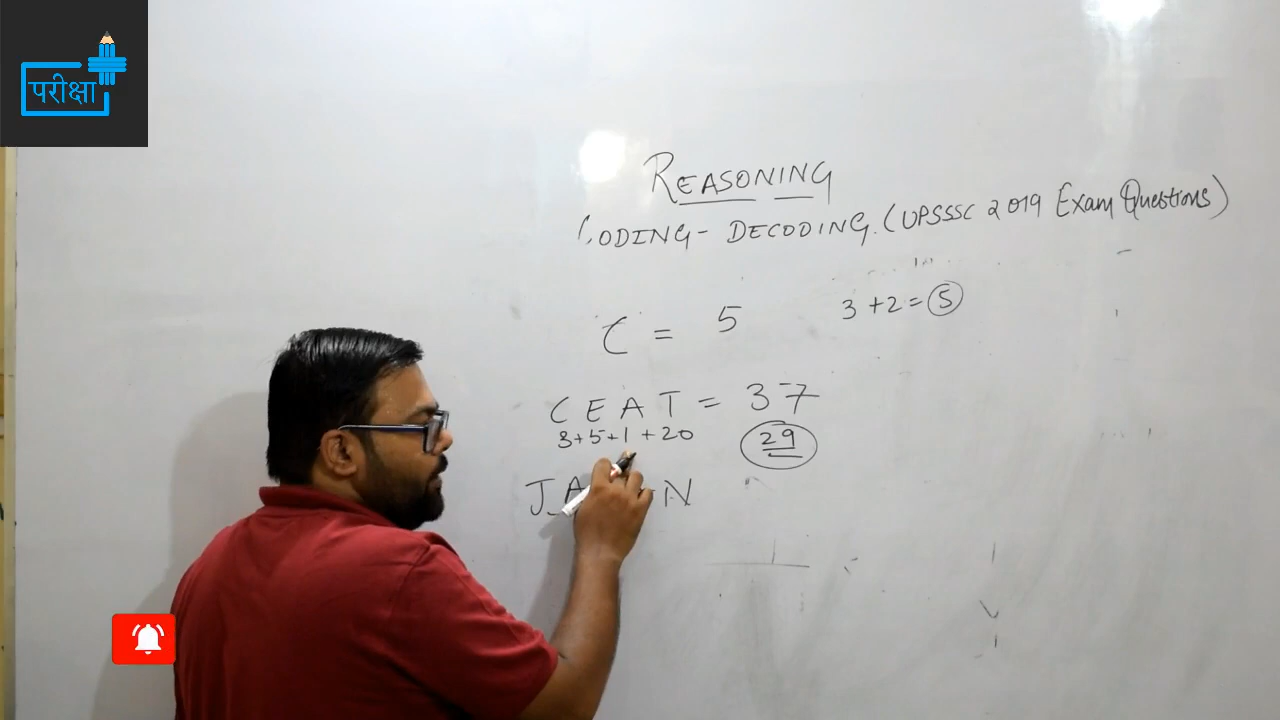 परीक्षा
REASONING
CODING - DECODING. (UPSSSC 2019 Exam Questions)
C = 5 3+2=5
CEAT = 37
3+5+1+20 29
JA N